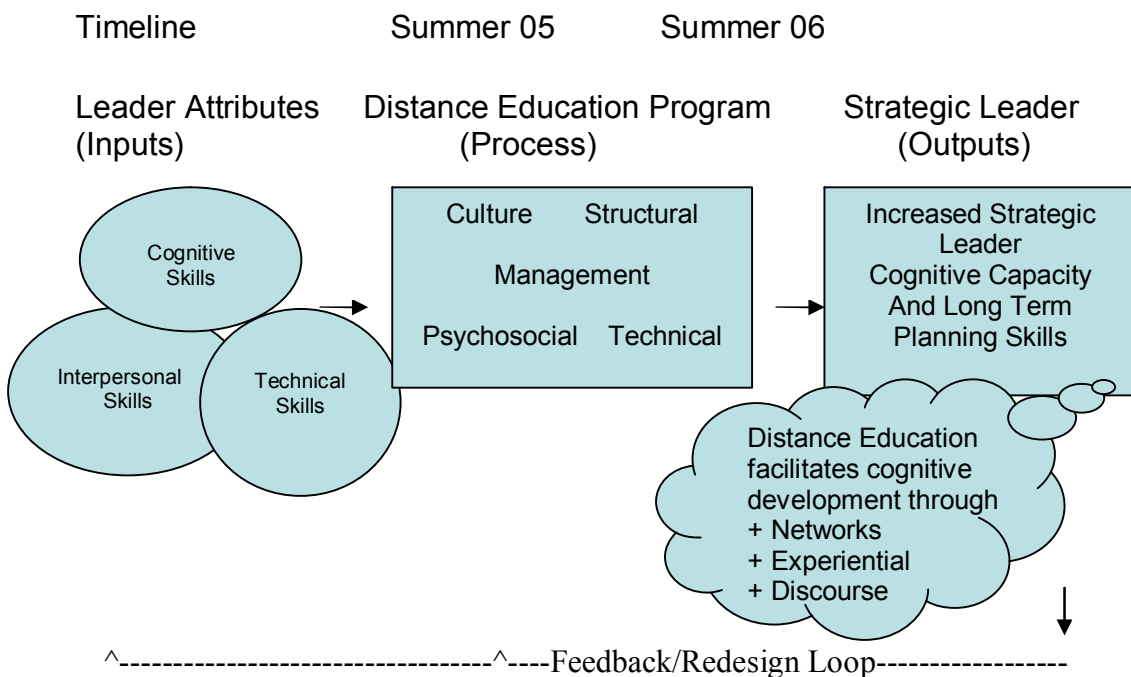 Timeline Summer 05 Summer 06
Leader Attributes
(Inputs)
Distance Education Program
(Process)
Strategic Leader
(Outputs)
Cognitive
Skills
Interpersonal
Skills
Technical
Skills
Culture Structural
Management
Psychosocial Technical
Increased Strategic
Leader
Cognitive Capacity
And Long Term
Planning Skills
Distance Education
facilitates cognitive
development through
+ Networks
+ Experiential
+ Discourse
^---------------------------------^----Feedback/Redesign Loop-----------------